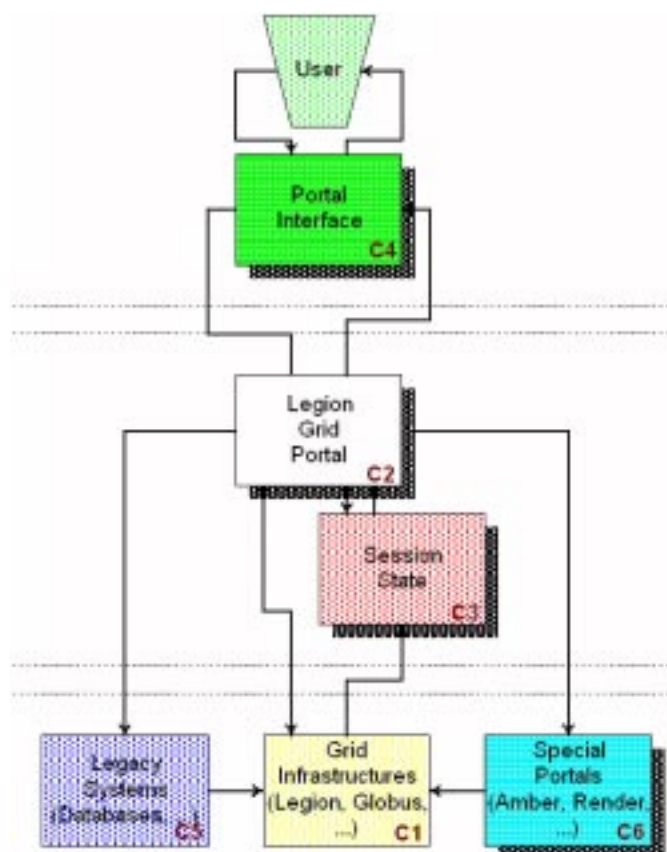 User
Portal
Interface
C4
Legion
Grid
Portal
C2
Session
State
C3
Legacy
Systems
(Databases,
C5
Grid
Infrastructures
(Legion, Globus,
...)
C1
Special
Portals
(Amber, Render,
...)
C6